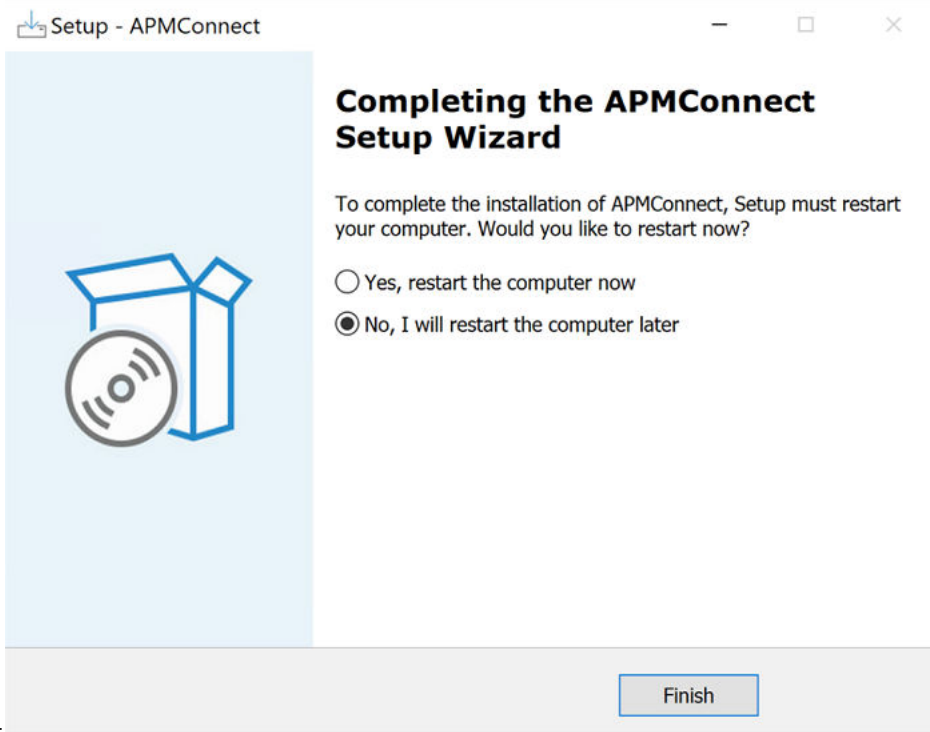 Setup - APMConnect
Completing the APMConnect
Setup Wizard
To complete the installation of APMConnect, Setup must restart
your computer. Would you like to restart now?
Yes, restart the computer now
No, I will restart the computer later
Finish